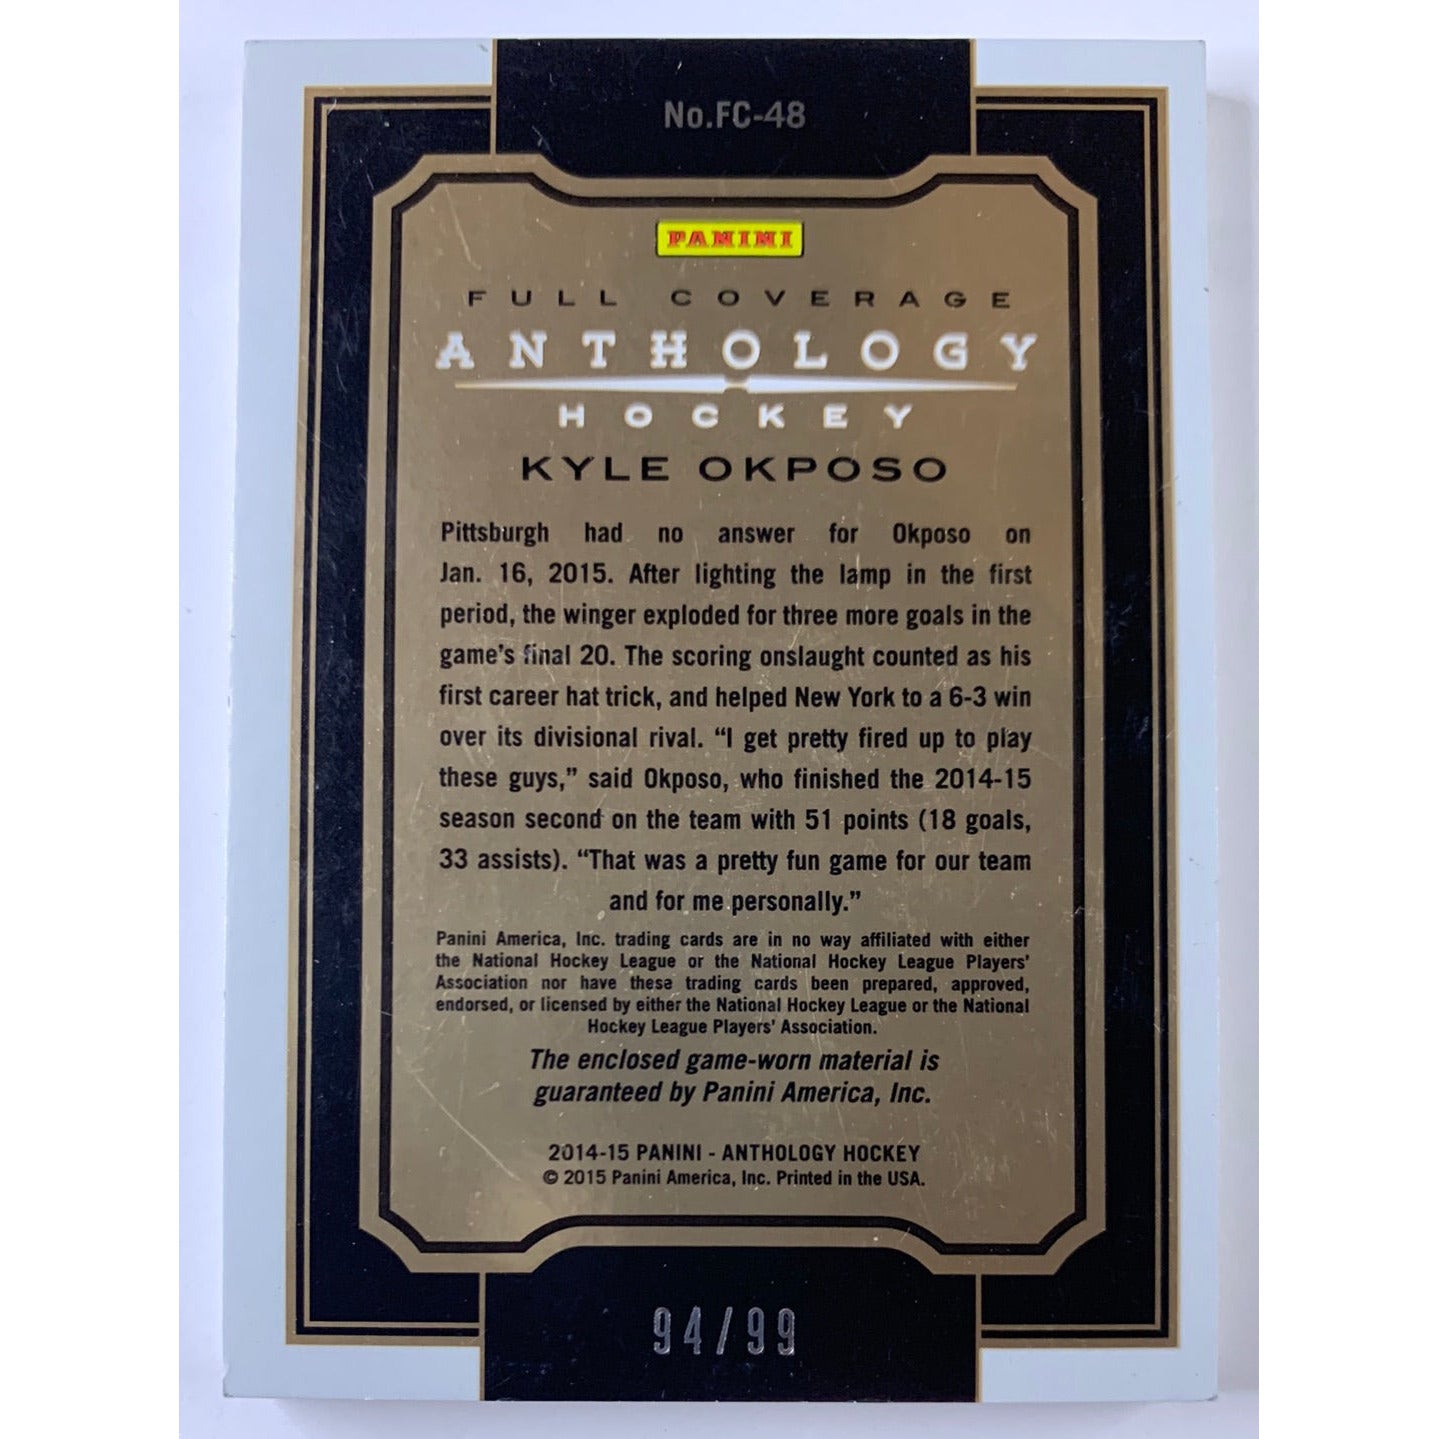 No.FC-48
PANINI
FULL COVERAGE
ANTHOLOGY
HOCKEY
KYLE OKPOSO
Pittsburgh had no answer for Okposo on
Jan. 16, 2015. After lighting the lamp in the first
period, the winger exploded for three more goals in the
game's final 20. The scoring onslaught counted as his
first career hat trick, and helped New York to a 6-3 win
over its divisional rival. “I get pretty fired up to play
these guys,” said Okposo, who finished the 2014-15
season second on the team with 51 points (18 goals,
33 assists). “That was a pretty fun game for our team
and for me personally.”
Panini America, Inc. trading cards are in no way affiliated with either
the National Hockey League or the National Hockey League Players'
Association nor have these trading cards been prepared, approved,
endorsed, or licensed by either the National Hockey League or the National
Hockey League Players' Association.
The enclosed game-worn material is
guaranteed by Panini America, Inc.
2014-15 PANINI - ANTHOLOGY HOCKEY
© 2015 Panini America, Inc. Printed in the USA.
94/99